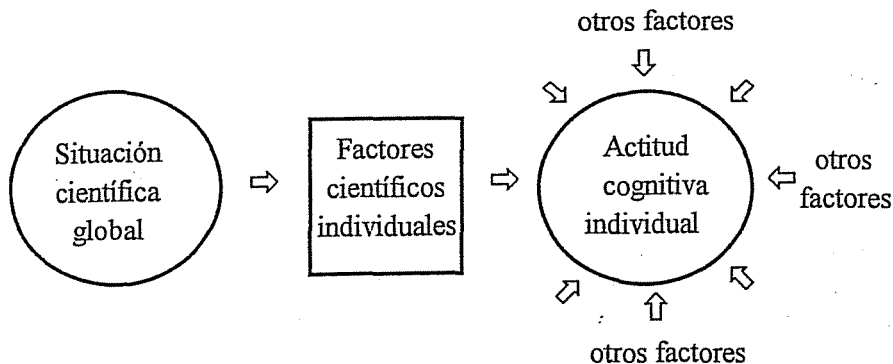 otros factores
Situación
científica
global
Factores
científicos
individuales
Actitud
cognitiva
individual
otros
factores
otros factores